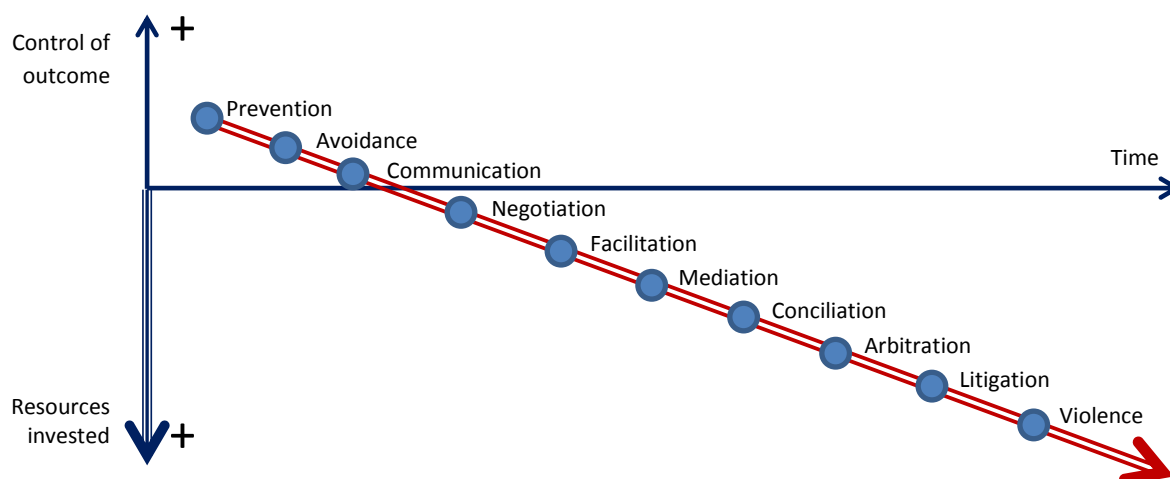 +
Control of
outcome
Prevention
Avoidance
Communication
Time
Negotiation
Facilitation
Mediation
Conciliation
Arbitration
Litigation
Resources
invested
+
Violence